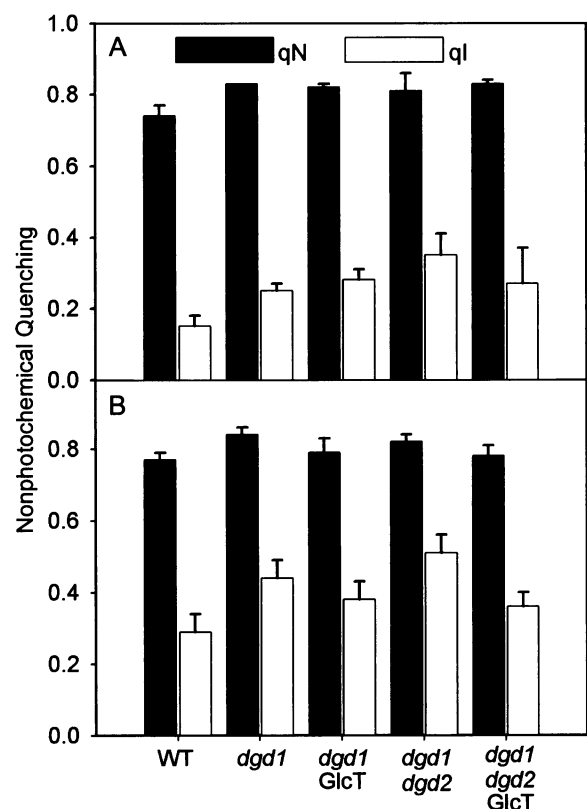 A
qN
qI
1.0
0.8
0.6
0.4
0.2
0.0
Nonphotochemical Quenching
B
0.8
0.6
0.4
0.2
0.0
WT
dgd1
dgd1
GlcT
dgd1
dgd2
dgd1
dgd2
GlcT